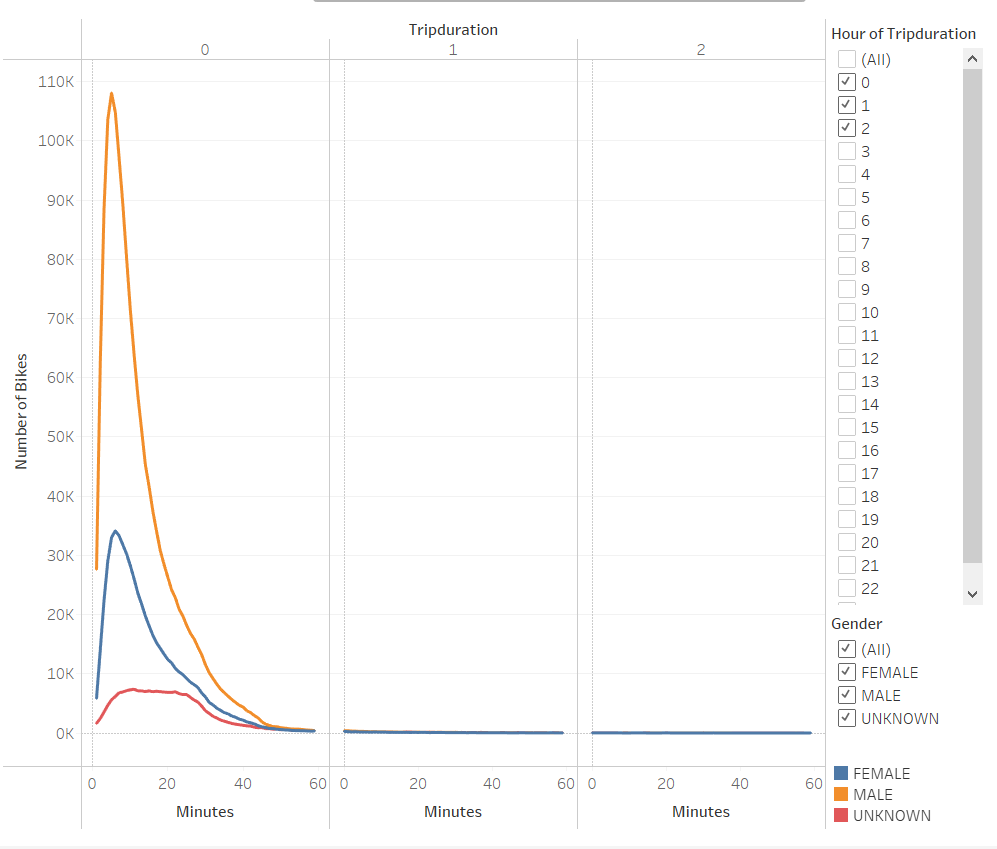 Tripduration
0 1 2
110K
100K
90K
80K
70K
60K
50K
40K
30K
20K
10K
0K
Number of Bikes
0 20 40 60 0 20 40 60 0 20 40 60
Minutes Minutes Minutes
Hour of Tripduration
(All)
0
1
2
3
4
5
6
7
8
9
10
11
12
13
14
15
16
17
18
19
20
21
22
Gender
(All)
FEMALE
MALE
UNKNOWN
FEMALE
MALE
UNKNOWN